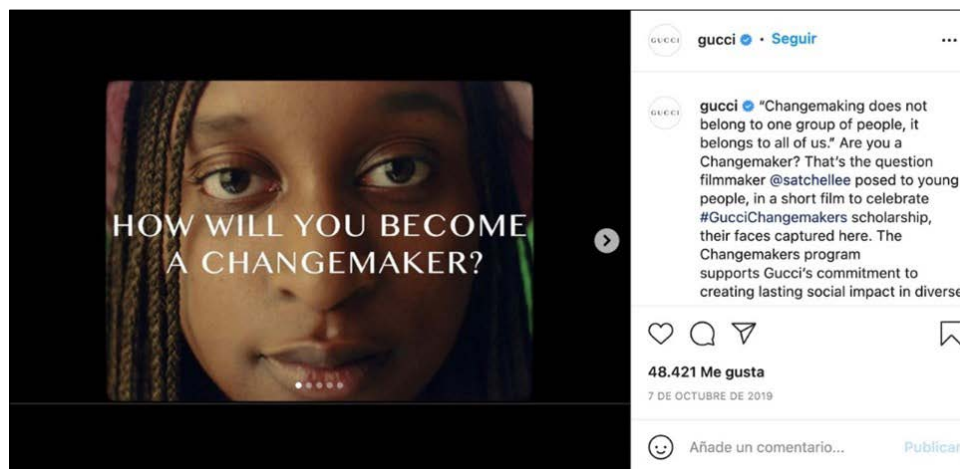 HOW WILL YOU BECOME
A CHANGEMAKER?
GUCCI
gucci • Seguir
GUCCI
gucci “Changemaking does not
belong to one group of people, it
belongs to all of us.” Are you a
Changemaker? That’s the question
filmmaker @satchellee posed to young
people, in a short film to celebrate
#GucciChangemakers scholarship,
their faces captured here. The
Changemakers program
supports Gucci’s commitment to
creating lasting social impact in diverse
48.421 Me gusta
7 DE OCTUBRE DE 2019
Añade un comentario...
Publicar